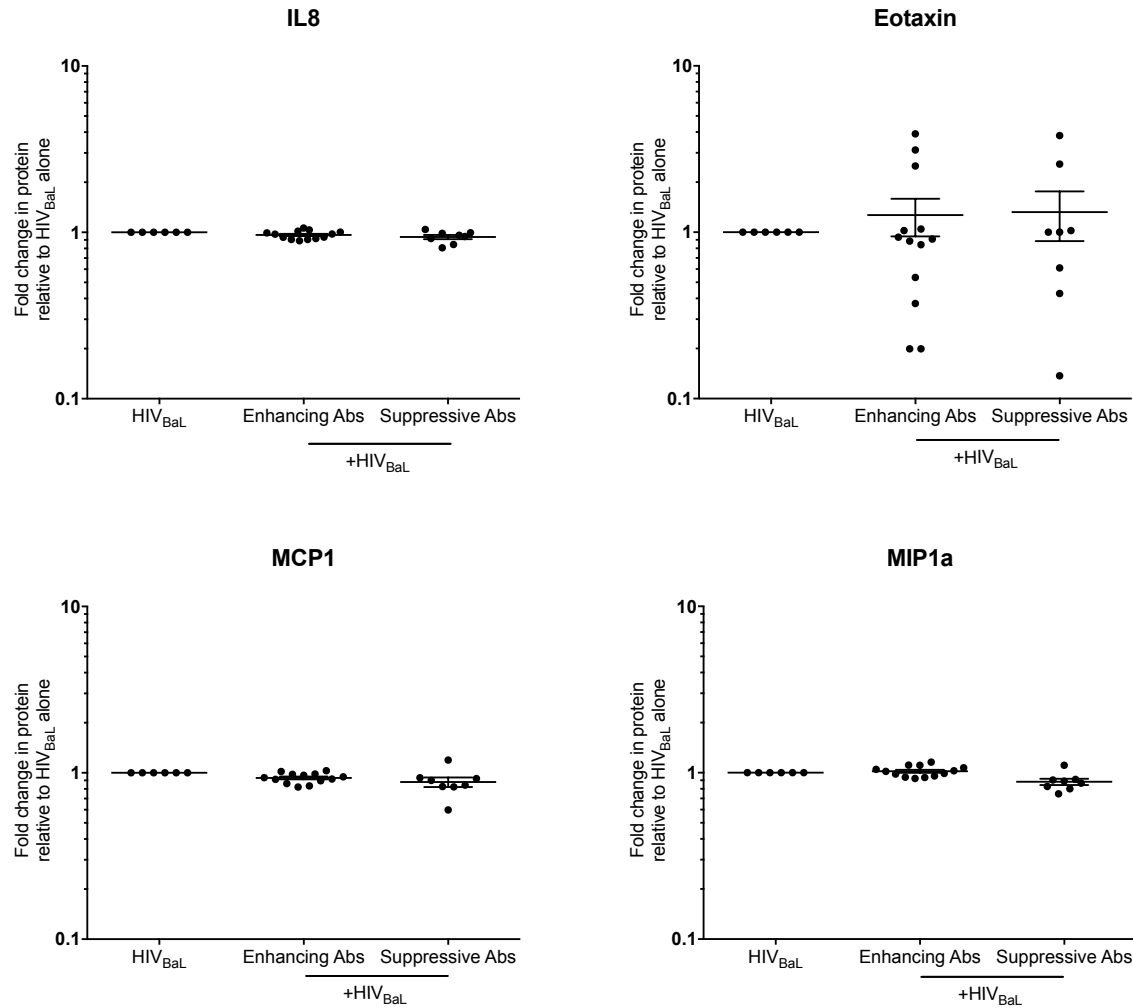 IL8
Fold change in protein
relative to HIVBaL alone
10
1
0.1
HIVBaL
Enhancing Abs
Suppressive Abs
+HIVBaL
Eotaxin
Fold change in protein
relative to HIVBaL alone
10
1
0.1
HIVBaL
Enhancing Abs
Suppressive Abs
+HIVBaL
MCP1
Fold change in protein
relative to HIVBaL alone
10
1
0.1
HIVBaL
Enhancing Abs
Suppressive Abs
+HIVBaL
MIP1a
Fold change in protein
relative to HIVBaL alone
10
1
0.1
HIVBaL
Enhancing Abs
Suppressive Abs
+HIVBaL